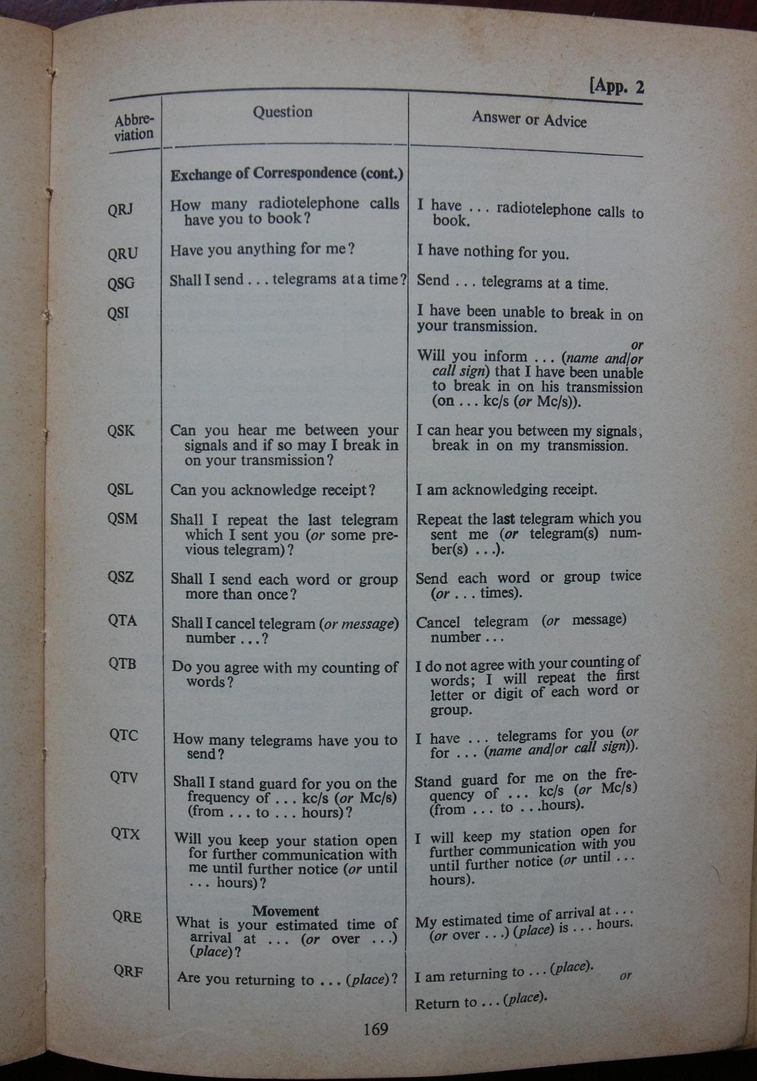 [App. 2
Abbre-
viation
Question
Answer or Advice
Exchange of Correspondence (cont.)
QRJ
How many radiotelephone calls
have you to book?
I have ... radiotelephone calls to
book.
QRU
Have you anything for me?
I have nothing for you.
QSG
Shall I send ... telegrams at a time?
Send ... telegrams at a time.
QSI
I have been unable to break in on
your transmission.
or
Will you inform ... (name and/or
call sign) that I have been unable
to break in on his transmission
(on ... kc/s (or Mc/s)).
QSK
Can you hear me between your
signals and if so may I break in
on your transmission?
I can hear you between my signals,
break in on my transmission.
QSL
Can you acknowledge receipt?
I am acknowledging receipt.
QSM
Shall I repeat the last telegram
which I sent you (or some pre-
vious telegram)?
Repeat the last telegram which you
sent me (or telegram(s) num-
ber(s) ...).
QSZ
Shall I send each word or group
more than once?
Send each word or group twice
(or ... times).
QTA
Shall I cancel telegram (or message)
number ...?
Cancel telegram (or message)
number ...
QTB
Do you agree with my counting of
words?
I do not agree with your counting of
words; I will repeat the first
letter or digit of each word or
group.
QTC
How many telegrams have you to
send?
I have ... telegrams for you (or
for ... (name and/or call sign)).
QTV
Shall I stand guard for you on the
frequency of ... kc/s (or Mc/s)
(from ... to ... hours)?
Stand guard for me on the fre-
quency of ... kc/s (or Mc/s)
(from ... to ...hours).
QTX
Will you keep your station open
for further communication with
me until further notice (or until
... hours)?
I will keep my station open for
further communication with you
until further notice (or until ...
hours).
Movement
QRE
What is your estimated time of
arrival at ... (or over ...)
(place)?
My estimated time of arrival at ...
(or over ...) (place) is ... hours.
QRF
Are you returning to ... (place)?
I am returning to ... (place).
or
Return to ... (place).
169